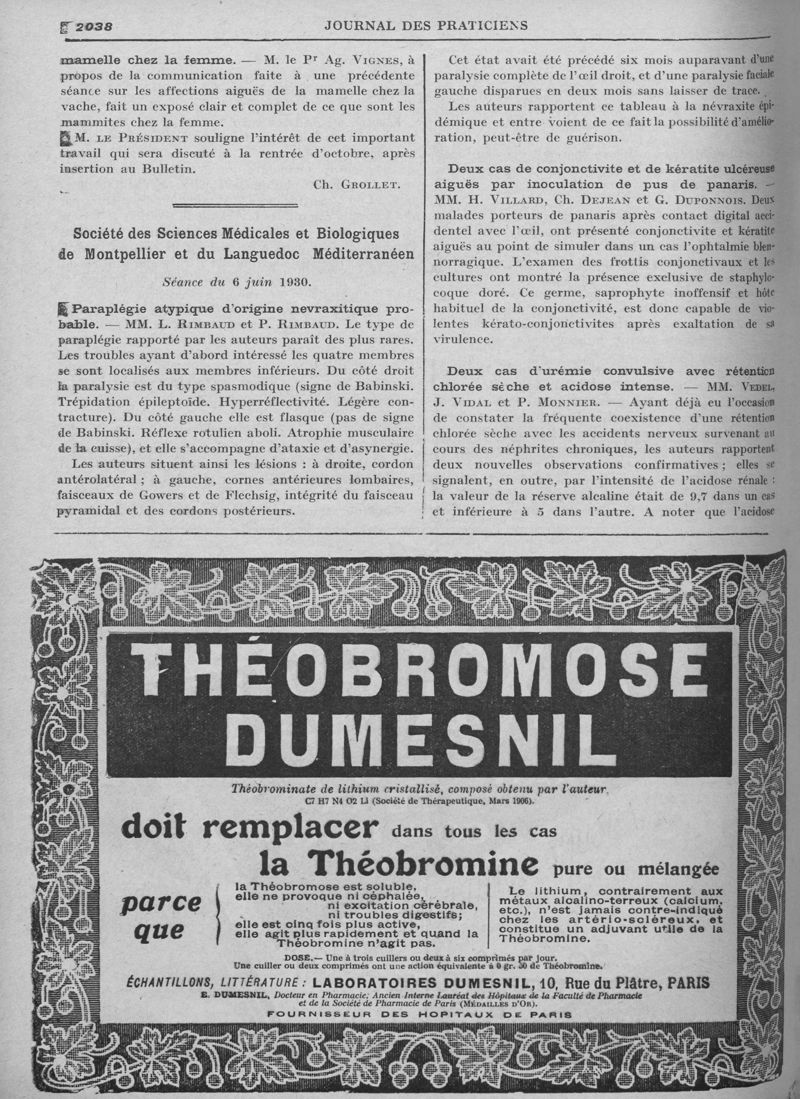 2038
JOURNAL DES PRATICIENS
mamelle chez la femme. — M. le Pr Ag. VIGNES, à
propos de la communication faite à une précédente
séance sur les affections aiguës de la mamelle chez la
vache, fait un exposé clair et complet de ce que sont les
mammites chez la femme.
M. LE PRÉSIDENT souligne l'intérêt de cet important
travail qui sera discuté à la rentrée d'octobre, après
insertion au Bulletin.
Ch. GROLLET.
Société des Sciences Médicales et Biologiques
de Montpellier et du Languedoc Méditerranéen
Séance du 6 juin 1930.
Paraplégie atypique d'origine nevraxitique pro-
bable. — MM. L. RIMBAUD et P. RIMBAUD. Le type de
paraplégie rapporté par les auteurs paraît des plus rares.
Les troubles ayant d'abord intéressé les quatre membres
se sont localisés aux membres inférieurs. Du côté droit
la paralysie est du type spasmodique (signe de Babinski.
Trépidation épileptoïde. Hyperréflectivité. Légère con-
tracture). Du côté gauche elle est flasque (pas de signe
de Babinski. Réflexe rotulien aboli. Atrophie musculaire
de la cuisse), et elle s'accompagne d'ataxie et d'asynergie.
Les auteurs situent ainsi les lésions : à droite, cordon
antérolatéral ; à gauche, cornes antérieures lombaires,
faisceaux de Gowers et de Flechsig, intégrité du faisceau
pyramidal et des cordons postérieurs.
Cet état avait été précédé six mois auparavant d'une
paralysie complète de l'œil droit, et d'une paralysie faciale
gauche disparues en deux mois sans laisser de trace.
Les auteurs rapportent ce tableau à la névraxite épi-
démique et entre voient de ce fait la possibilité d'amélio-
ration, peut-être de guérison.
Deux cas de conjonctivite et de kératite ulcéreuse
aiguës par inoculation de pus de panaris. —
MM. H. VILLARD, Ch. DEJEAN et G. DUPONNOIS. Deux
malades porteurs de panaris après contact digital acci-
dentel avec l'œil, ont présenté conjonctivite et kératite
aiguës au point de simuler dans un cas l'ophtalmie blen-
norragique. L'examen des frottis conjonctivaux et les
cultures ont montré la présence exclusive de staphylo-
coque doré. Ce germe, saprophyte inoffensif et hôte
habituel de la conjonctivité, est donc capable de vio-
lentes kérato-conjonctivites après exaltation de sa
virulence.
Deux cas d'urémie convulsive avec rétention
chlorée sèche et acidose intense. — MM. VEDEL,
J. VIDAL et P. MONNIER. — Ayant déjà eu l'occasion
de constater la fréquente coexistence d'une rétention
chlorée sèche avec les accidents nerveux survenant au
cours des néphrites chroniques, les auteurs rapportent
deux nouvelles observations confirmatives ; elles se
signalent, en outre, par l'intensité de l'acidose rénale :
la valeur de la réserve alcaline était de 9,7 dans un cas
et inférieure à 5 dans l'autre. A noter que l'acidose
THÉOBROMOSE
DUMESNIL
Théobrominate de lithium cristallisé, composé obtenu par l'auteur.
C7 H7 N4 O2 Li (Société de Thérapeutique, Mars 1906).
doit remplacer dans tous les cas
la Théobromine pure ou mélangée
parce
que
la Théobromose est soluble,
elle ne provoque ni céphalée,
ni excitation cérébrale,
ni troubles digestifs;
elle est cinq fois plus active,
elle agit plus rapidement et quand la
Théobromine n'agit pas.
Le lithium, contrairement aux
métaux alcalino-terreux (calcium,
etc.), n'est jamais contre-indiqué
chez les artério-scléreux, et
constitue un adjuvant utile de la
Théobromine.
DOSE.— Une à trois cuillers ou deux à six comprimés par jour.
Une cuiller ou deux comprimés ont une action équivalente à 0 gr. 50 de Théobromine.
ÉCHANTILLONS, LITTÉRATURE : LABORATOIRES DUMESNIL, 10, Rue du Plâtre, PARIS
E. DUMESNIL, Docteur en Pharmacie; Ancien Interne Lauréat des Hôpitaux de la Faculté de Pharmacie
et de la Société de Pharmacie de Paris (MÉDAILLES D'OR).
FOURNISSEUR DES HOPITAUX DE PARIS